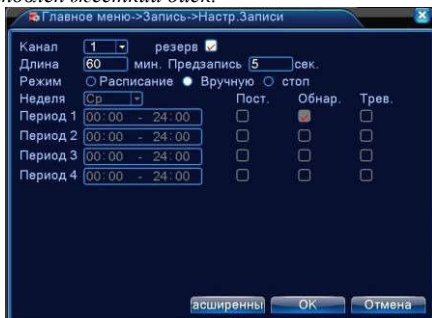 Главное меню->Запись->Настр.Записи
Канал 1 резерв
Длина 60 мин. Предзапись 5 сек.
Режим Расписание Вручную стоп
Неделя Ср Пост. Обнар. Трев.
Период 1 00:00 - 24:00
Период 2 00:00 - 24:00
Период 3 00:00 - 24:00
Период 4 00:00 - 24:00
асширенны OK Отмена